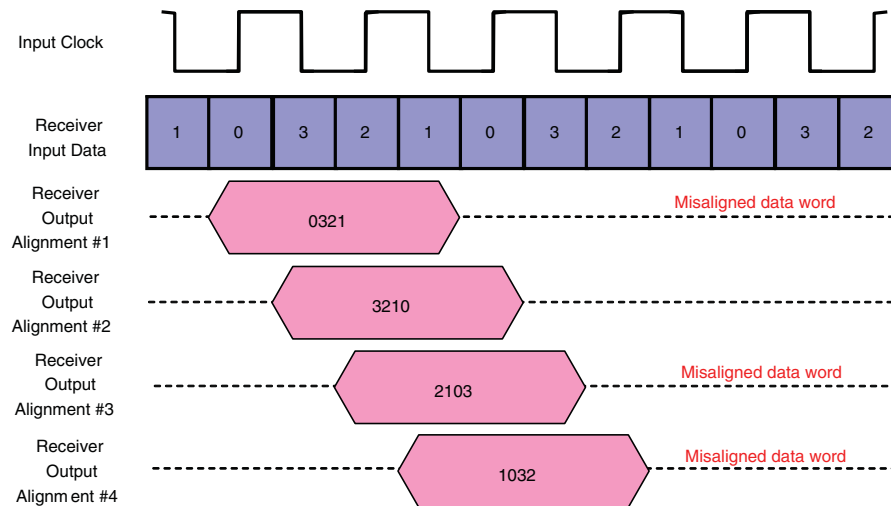 Input Clock
Receiver
Input Data
1 0 3 2 1 0 3 2 1 0 3 2
Receiver
Output
Alignment #1
0321
Misaligned data word
Receiver
Output
Alignment #2
3210
Receiver
Output
Alignment #3
2103
Misaligned data word
Receiver
Output
Alignment #4
1032
Misaligned data word